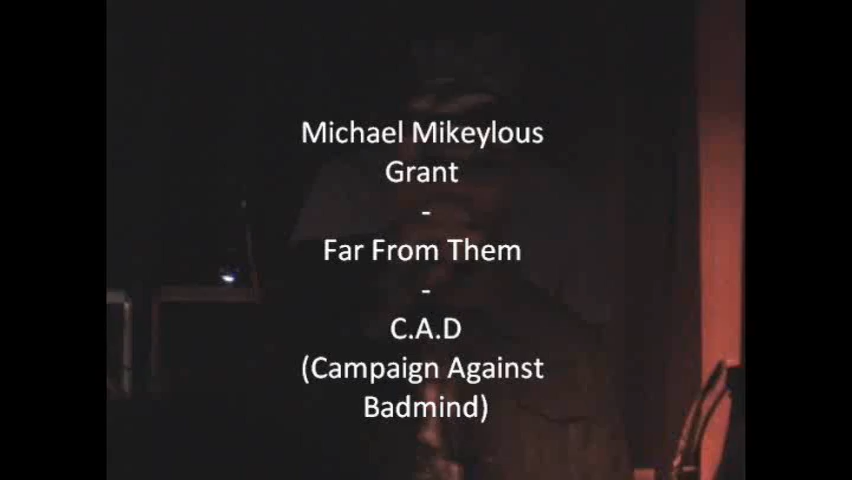 Michael Mikeylous
Grant
-
Far From Them
-
C.A.D
(Campaign Against
Badmind)